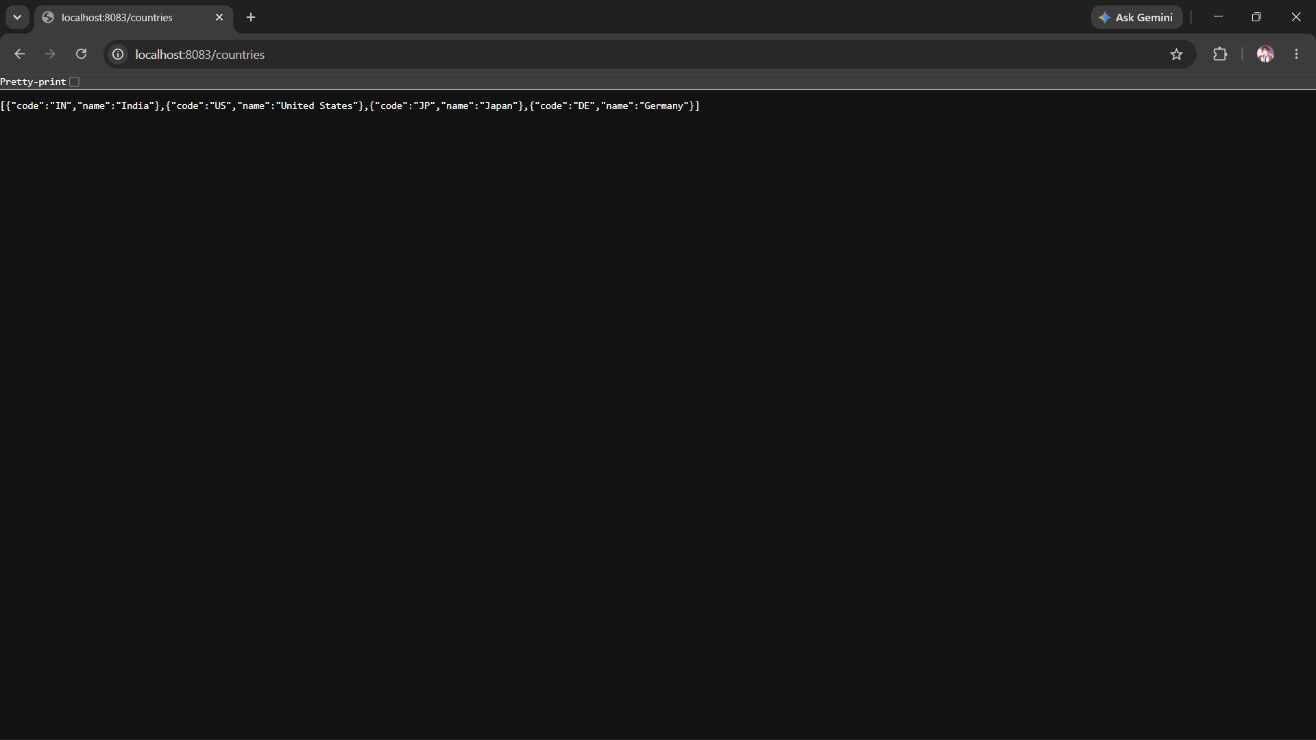 localhost:8083/countries
Ask Gemini
localhost:8083/countries
Pretty-print
[{"code":"IN","name":"India"},{"code":"US","name":"United States"},{"code":"JP","name":"Japan"},{"code":"DE","name":"Germany"}]